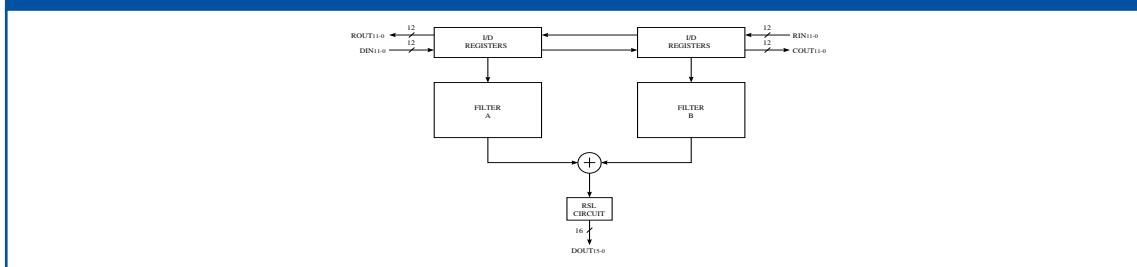 12
12
ROUT11-0
DIN11-0
I/D
REGISTERS
I/D
REGISTERS
12
12
RIN11-0
COUT11-0
FILTER
A
FILTER
B
RSL
CIRCUIT
16
DOUT15-0